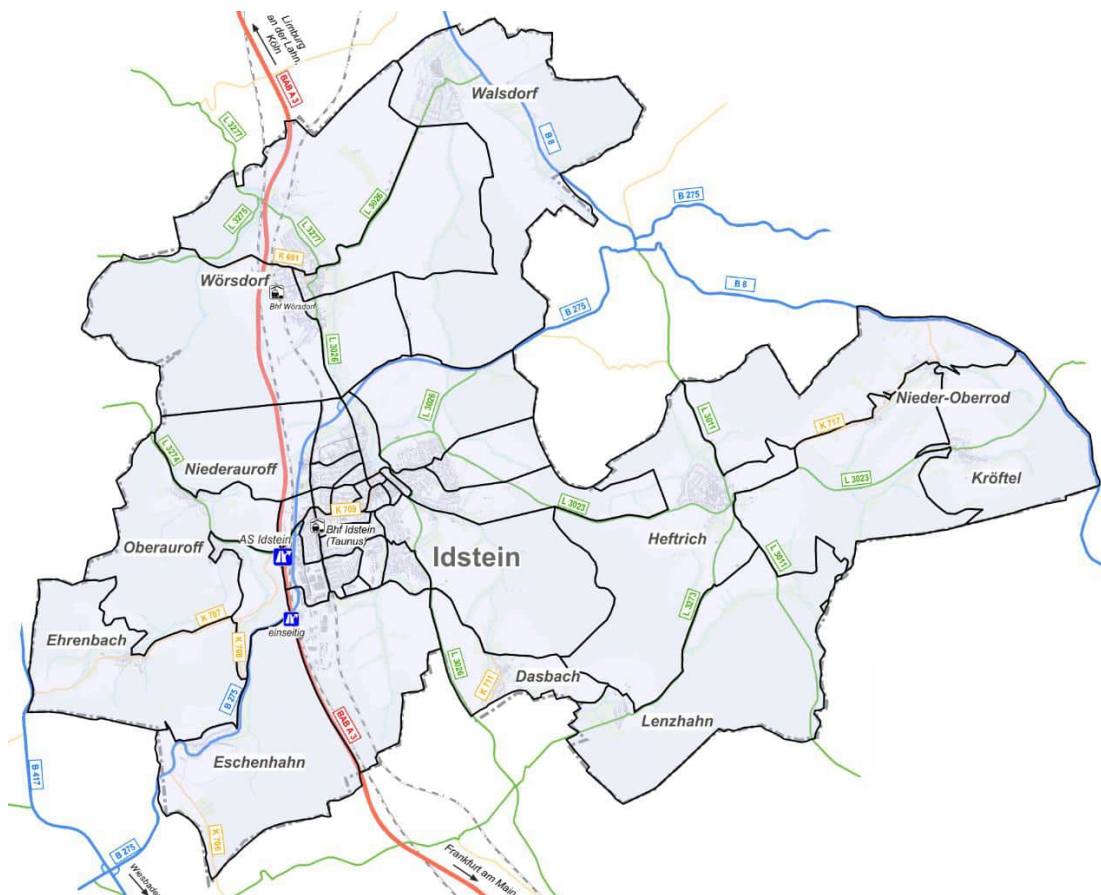 Limburg
an der Lahn,
Köln
BAB A 3
Walsdorf
L 3277
B 8
B 275
L 3026
L 3275
L 3277
K 691
Wörsdorf
Bhf Wörsdorf
B 275
B 8
L 3026
L 3026
L 3011
Nieder-Oberrod
K 717
L 3274
Niederauroff
L 3023
Kröftel
K 709
Bhf Idstein
(Taunus)
L 3023
AS Idstein
Oberauroff
Idstein
Heftrich
L 3011
einseitig
K 707
Ehrenbach
K 708
L 3273
L 3026
K 711
Dasbach
B 275
Lenzhahn
BAB A 3
Eschenhahn
B 417
K 706
B 275
Wiesbaden
Frankfurt am Main